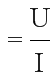 = U/I